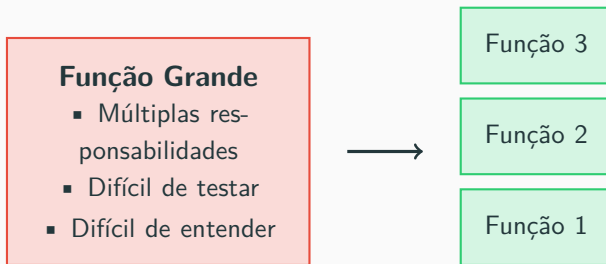 Função Grande
▪ Múltiplas res-
ponsabilidades
▪ Difícil de testar
▪ Difícil de entender
Função 3
Função 2
Função 1